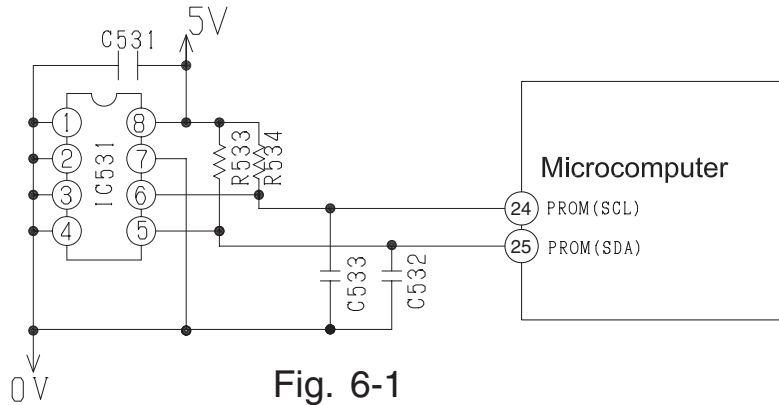 C531
5V
1
8
2
7
3
6
4
5
IC531
R533
R534
Microcomputer
24 PROM(SCL)
25 PROM(SDA)
C533
C532
0V
Fig. 6-1